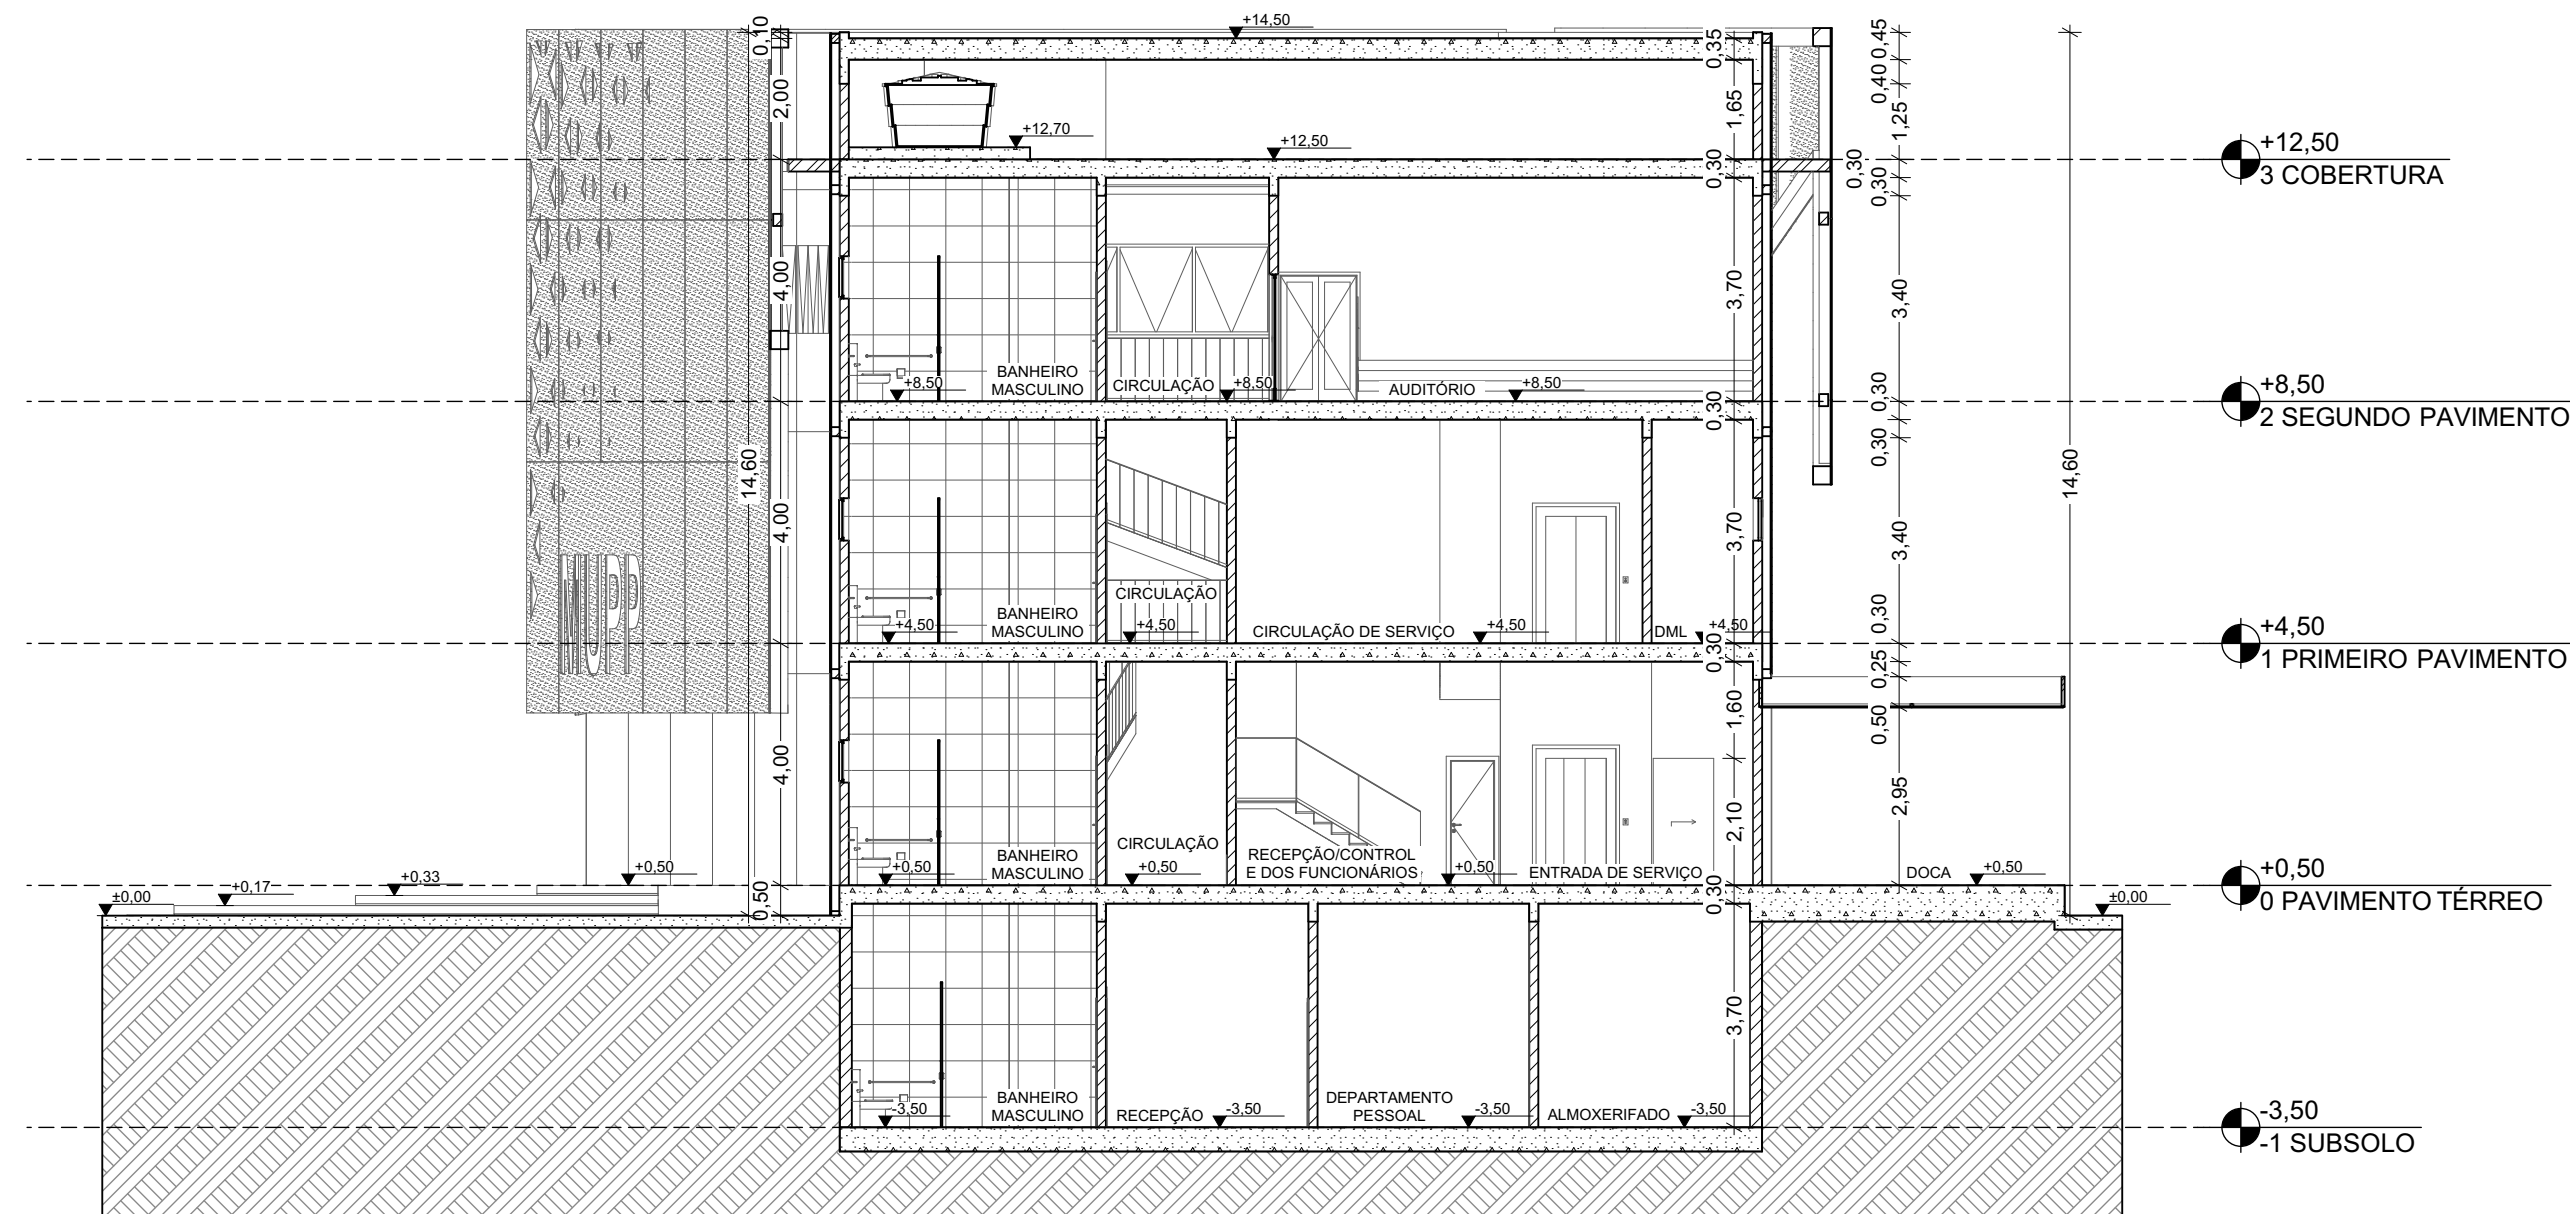 +14,50
0,10
0,35
0,45
2,00
0,40
1,65
1,25
+12,70
+12,50
+12,50
3 COBERTURA
0,30
0,30
0,30
4,00
3,70
3,40
BANHEIRO
MASCULINO
CIRCULAÇÃO
AUDITÓRIO
+8,50
+8,50
+8,50
0,30
0,30
+8,50
2 SEGUNDO PAVIMENTO
0,30
14,60
14,60
4,00
3,70
3,40
MUPP
CIRCULAÇÃO
BANHEIRO
MASCULINO
CIRCULAÇÃO DE SERVIÇO
DML
+4,50
+4,50
+4,50
+4,50
0,30
0,30
+4,50
1 PRIMEIRO PAVIMENTO
0,25
1,60
0,50
4,00
2,95
2,10
CIRCULAÇÃO
BANHEIRO
MASCULINO
RECEPÇÃO/CONTROL
E DOS FUNCIONÁRIOS
ENTRADA DE SERVIÇO
DOCA
+0,50
+0,50
+0,50
+0,50
+0,50
±0,00
+0,17
+0,33
0,50
0,30
±0,00
+0,50
0 PAVIMENTO TÉRREO
3,70
BANHEIRO
MASCULINO
RECEPÇÃO
DEPARTAMENTO
PESSOAL
ALMOXERIFADO
-3,50
-3,50
-3,50
-3,50
-3,50
-1 SUBSOLO